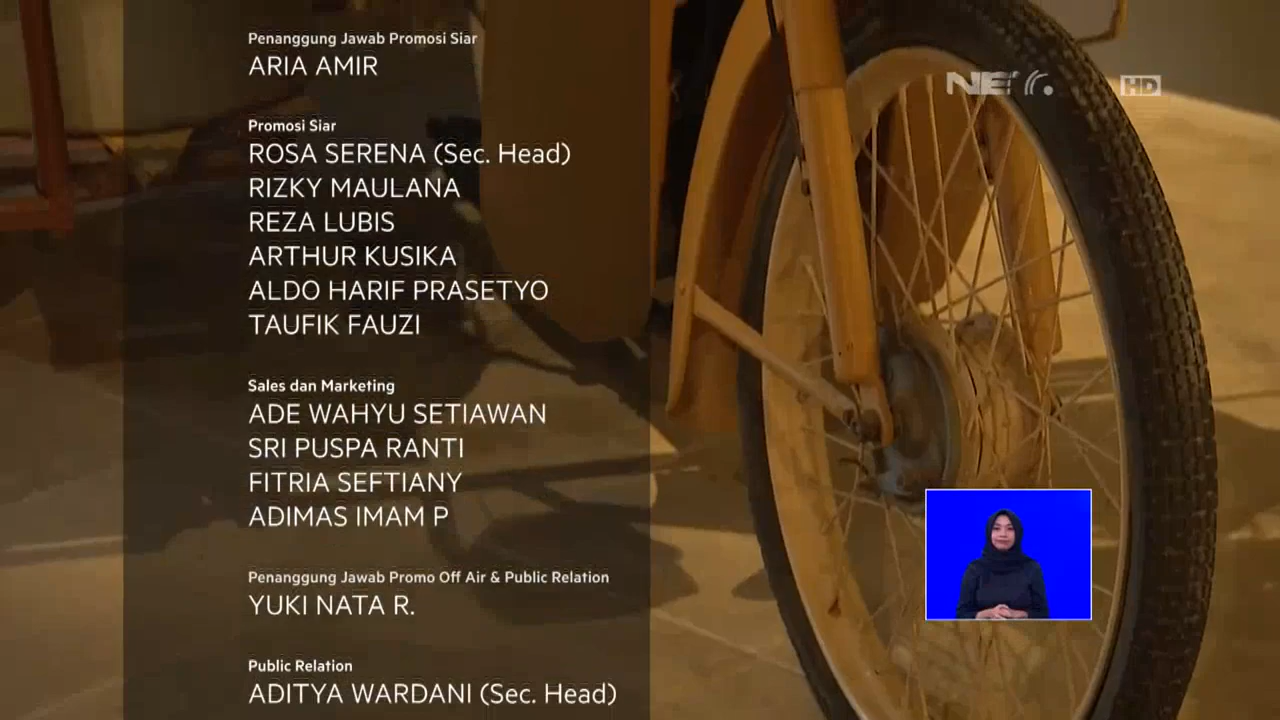 Penanggung Jawab Promosi Siar
ARIA AMIR
Promosi Siar
ROSA SERENA (Sec. Head)
RIZKY MAULANA
REZA LUBIS
ARTHUR KUSIKA
ALDO HARIF PRASETYO
TAUFIK FAUZI
Sales dan Marketing
ADE WAHYU SETIAWAN
SRI PUSPA RANTI
FITRIA SEFTIANY
ADIMAS IMAM P
Penanggung Jawab Promo Off Air & Public Relation
YUKI NATA R.
Public Relation
ADITYA WARDANI (Sec. Head)
HD